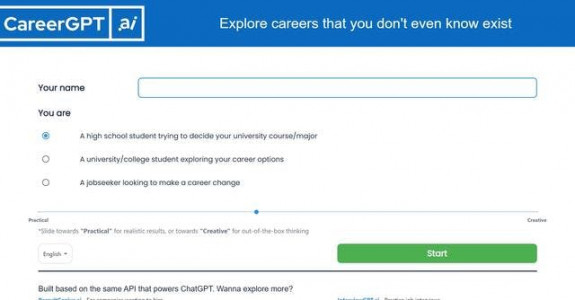 CareerGPT .ai
Explore careers that you don't even know exist
Your name
You are
A high school student trying to decide your university course/major
A university/college student exploring your career options
A jobseeker looking to make a career change
Practical
Creative
*Slide towards "Practical" for realistic results, or towards "Creative" for out-of-the-box thinking
English
Start
Built based on the same API that powers ChatGPT. Wanna explore more?